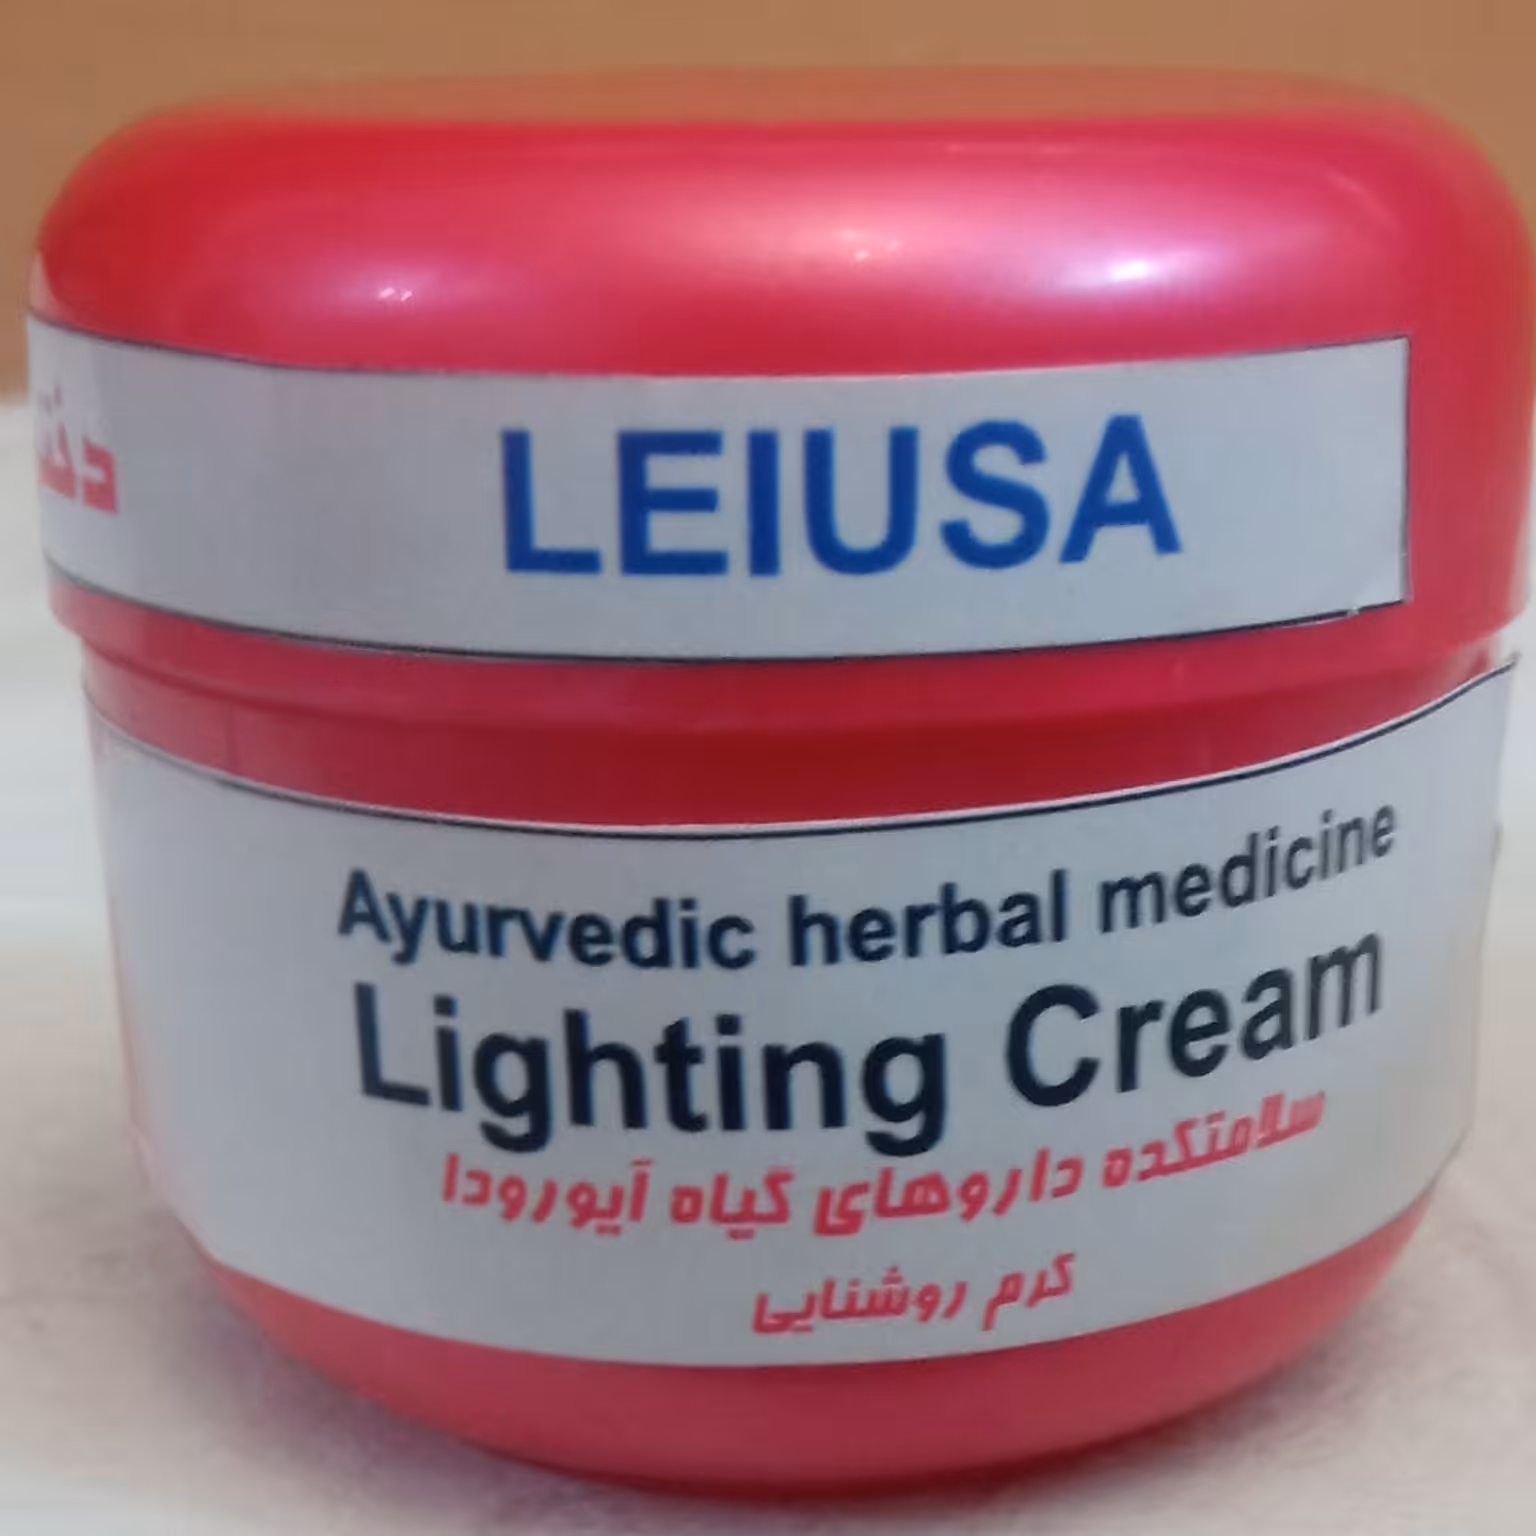 LEIUSA
Ayurvedic herbal medicine
Lighting Cream
سلامتکده داروهای گیاه آیورودا
کرم روشنایی